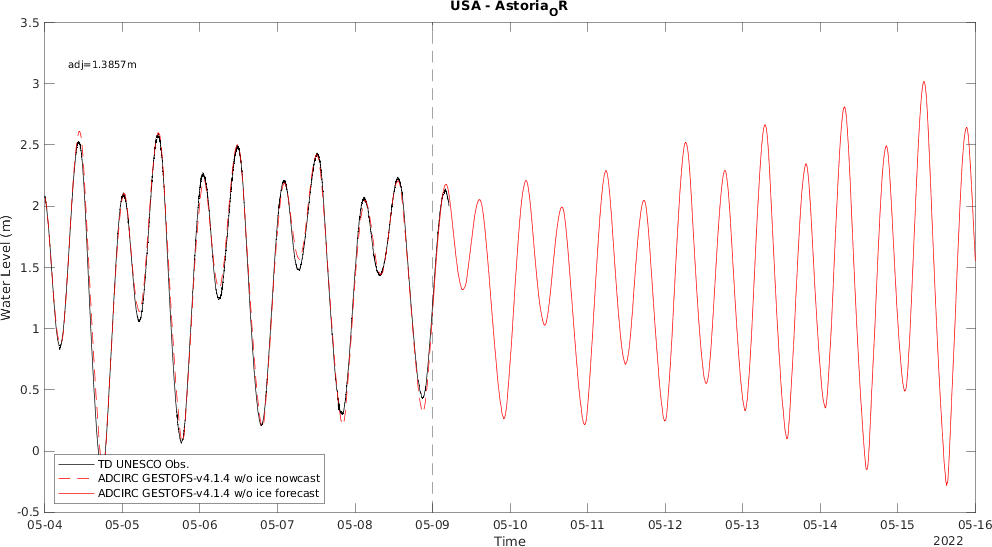 USA - Astoria_OR
3.5
adj=1.3857m
3
2.5
2
1.5
Water Level (m)
1
0.5
0
TD UNESCO Obs.
ADCIRC GESTOFS-v4.1.4 w/o ice nowcast
ADCIRC GESTOFS-v4.1.4 w/o ice forecast
-0.5
05-04 05-05 05-06 05-07 05-08 05-09 05-10 05-11 05-12 05-13 05-14 05-15 05-16
Time
2022